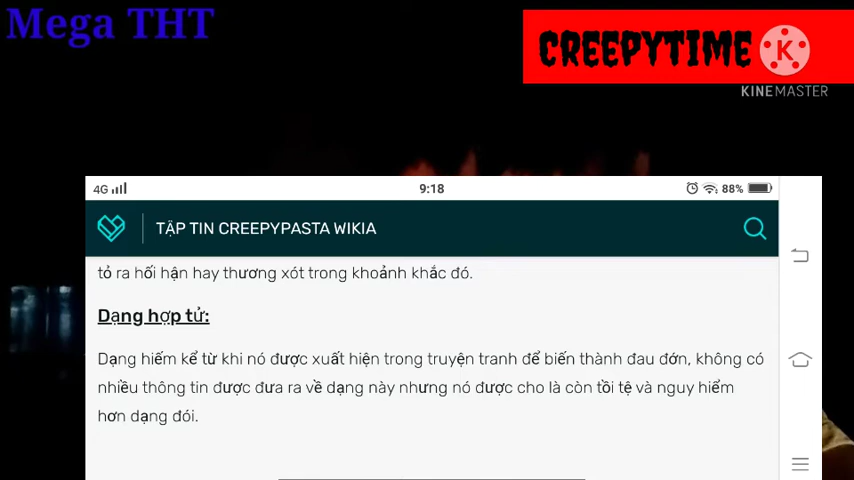 Mega THT
CREEPYTIME
K
KINEMASTER
4G 9:18 88%
TẬP TIN CREEPYPASTA WIKIA
tỏ ra hối hận hay thương xót trong khoảnh khắc đó.
Dạng hợp tử:
Dạng hiếm kể từ khi nó được xuất hiện trong truyện tranh để biến thành đau đớn, không có
nhiều thông tin được đưa ra về dạng này nhưng nó được cho là còn tồi tệ và nguy hiểm
hơn dạng đói.